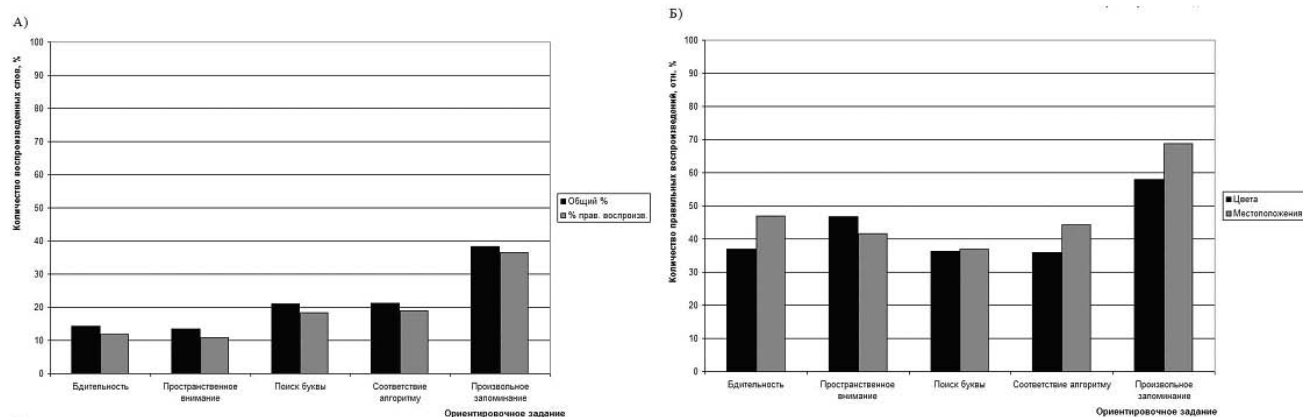 А)
Количество воспроизведенных слов, %
100
90
80
70
60
50
40
30
20
10
0
Бдительность
Пространственное
внимание
Поиск буквы
Соответствие
алгоритму
Произвольное
запоминание
Ориентировочное задание
Общий %
% прав. воспроизв.
Б)
Количество правильных воспроизведений, отн. %
100
90
80
70
60
50
40
30
20
10
0
Бдительность
Пространственное
внимание
Поиск буквы
Соответствие алгоритму
Произвольное
запоминание
Ориентировочное задание
Цвета
Местоположения